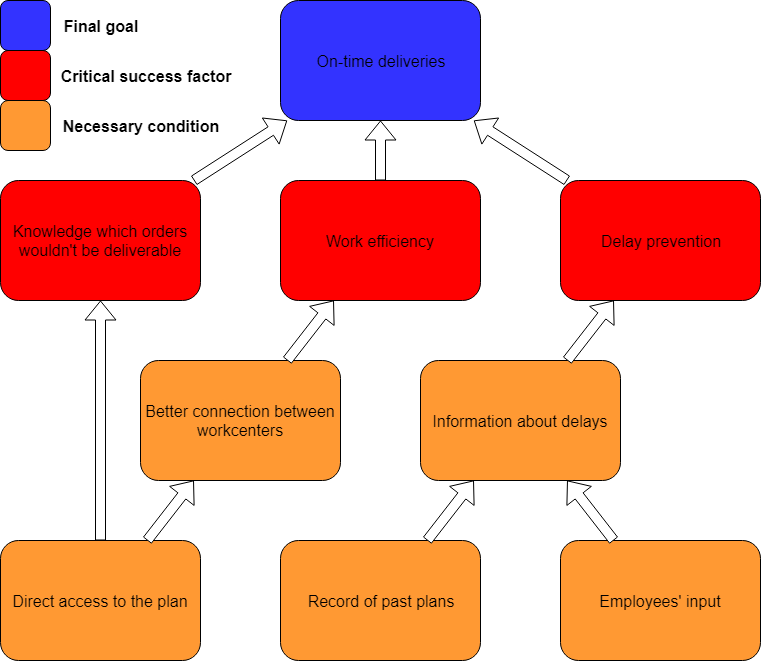 Final goal
Critical success factor
Necessary condition
On-time deliveries
Knowledge which orders
wouldn't be deliverable
Work efficiency
Delay prevention
Better connection between
workcenters
Information about delays
Direct access to the plan
Record of past plans
Employees' input